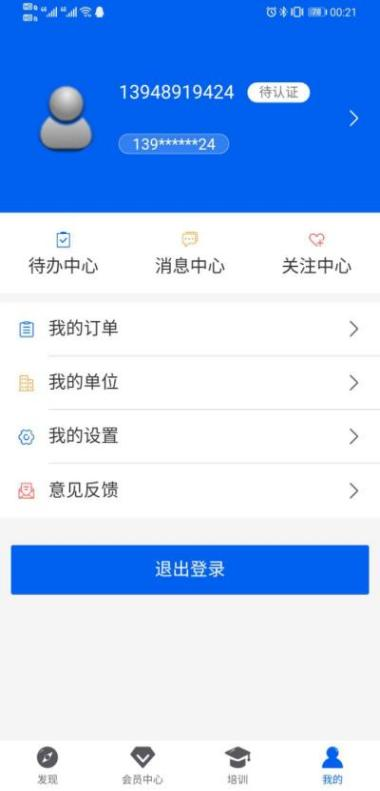 00:21
13948919424 待认证
139******24
待办中心 消息中心 关注中心
我的订单
我的单位
我的设置
意见反馈
退出登录
发现 会员中心 培训 我的